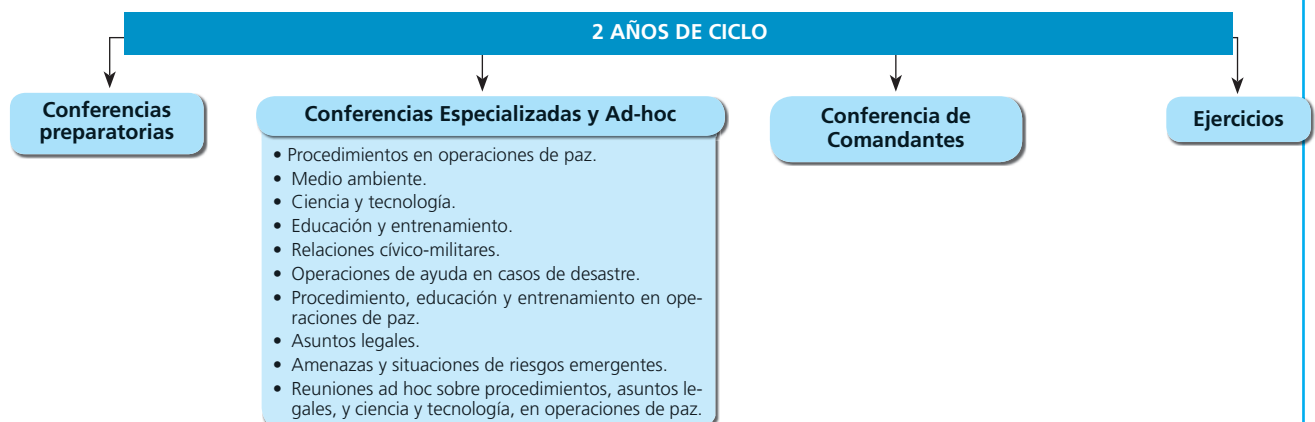 2 AÑOS DE CICLO
Conferencias
preparatorias
Conferencias Especializadas y Ad-hoc
• Procedimientos en operaciones de paz.
• Medio ambiente.
• Ciencia y tecnología.
• Educación y entrenamiento.
• Relaciones cívico-militares.
• Operaciones de ayuda en casos de desastre.
• Procedimiento, educación y entrenamiento en ope-
raciones de paz.
• Asuntos legales.
• Amenazas y situaciones de riesgos emergentes.
• Reuniones ad hoc sobre procedimientos, asuntos le-
gales, y ciencia y tecnología, en operaciones de paz.
Conferencia de
Comandantes
Ejercicios